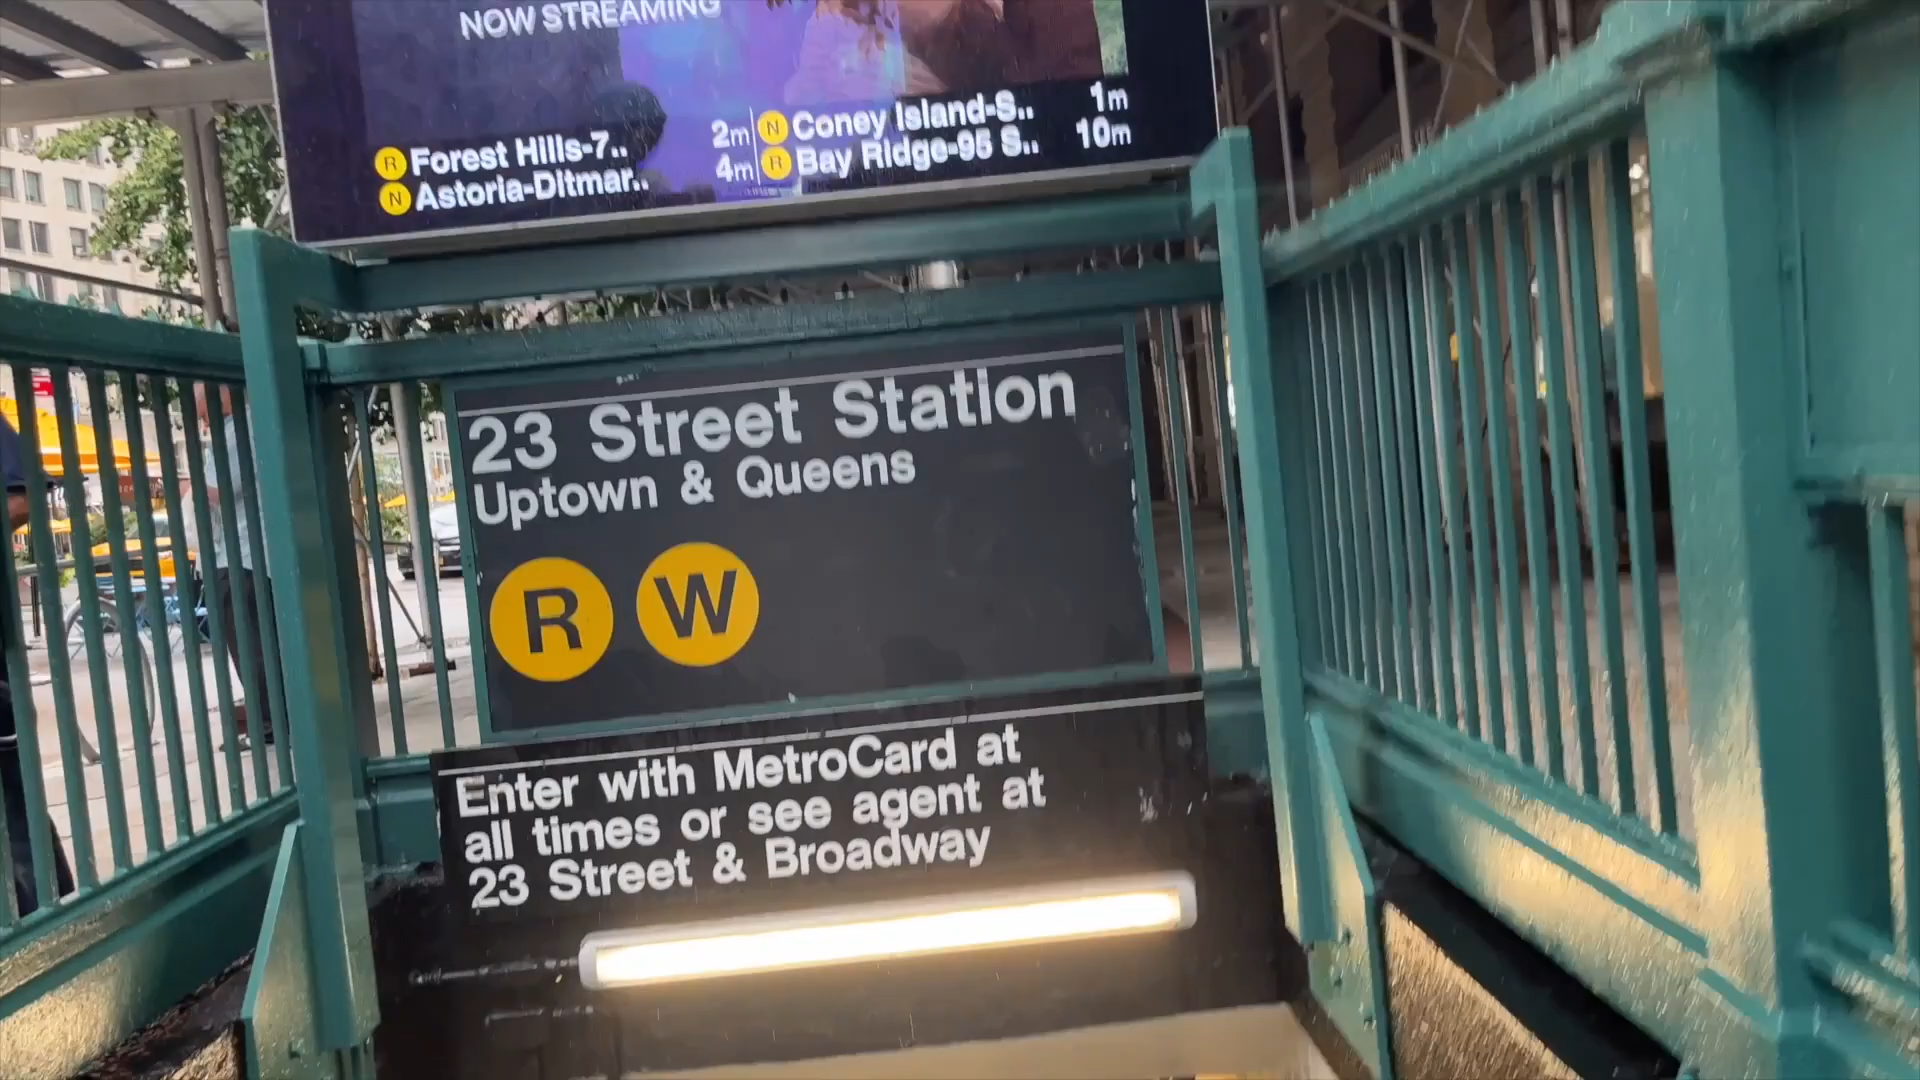 NOW STREAMING
R Forest Hills-7.. 2m
N Astoria-Ditmar.. 4m
N Coney Island-S.. 1m
R Bay Ridge-95 S.. 10m
23 Street Station
Uptown & Queens
R W
Enter with MetroCard at
all times or see agent at
23 Street & Broadway